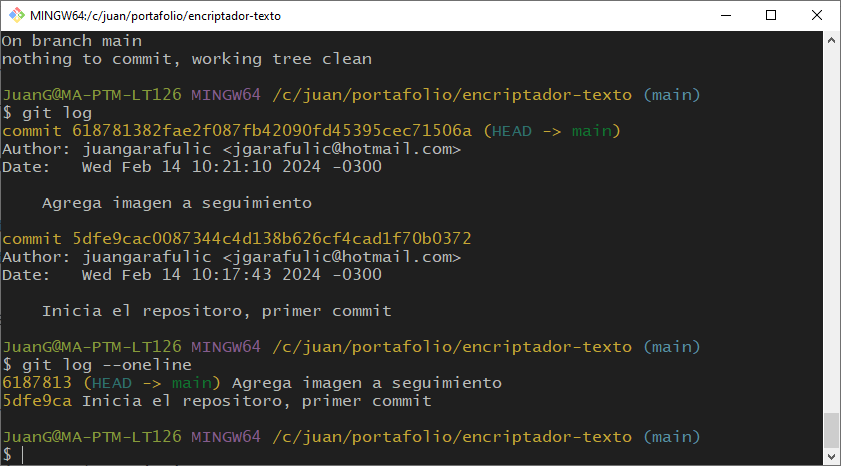 MINGW64:/c/juan/portafolio/encriptador-texto
On branch main
nothing to commit, working tree clean
JuanG@MA-PTM-LT126 MINGW64 /c/juan/portafolio/encriptador-texto (main)
$ git log
commit 618781382fae2f087fb42090fd45395cec71506a (HEAD -> main)
Author: juangarafulic <jgarafulic@hotmail.com>
Date:   Wed Feb 14 10:21:10 2024 -0300
    Agrega imagen a seguimiento
commit 5dfe9cac0087344c4d138b626cf4cad1f70b0372
Author: juangarafulic <jgarafulic@hotmail.com>
Date:   Wed Feb 14 10:17:43 2024 -0300
    Inicia el repositoro, primer commit
JuanG@MA-PTM-LT126 MINGW64 /c/juan/portafolio/encriptador-texto (main)
$ git log --oneline
6187813 (HEAD -> main) Agrega imagen a seguimiento
5dfe9ca Inicia el repositoro, primer commit
JuanG@MA-PTM-LT126 MINGW64 /c/juan/portafolio/encriptador-texto (main)
$